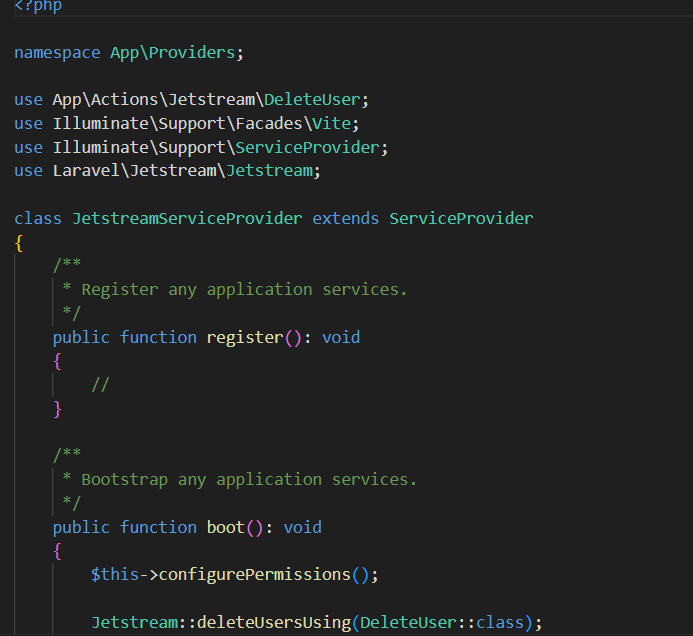 <?php
namespace App\Providers;
use App\Actions\Jetstream\DeleteUser;
use Illuminate\Support\Facades\Vite;
use Illuminate\Support\ServiceProvider;
use Laravel\Jetstream\Jetstream;
class JetstreamServiceProvider extends ServiceProvider
{
/**
* Register any application services.
*/
public function register(): void
{
//
}
/**
* Bootstrap any application services.
*/
public function boot(): void
{
$this->configurePermissions();
Jetstream::deleteUsersUsing(DeleteUser::class);